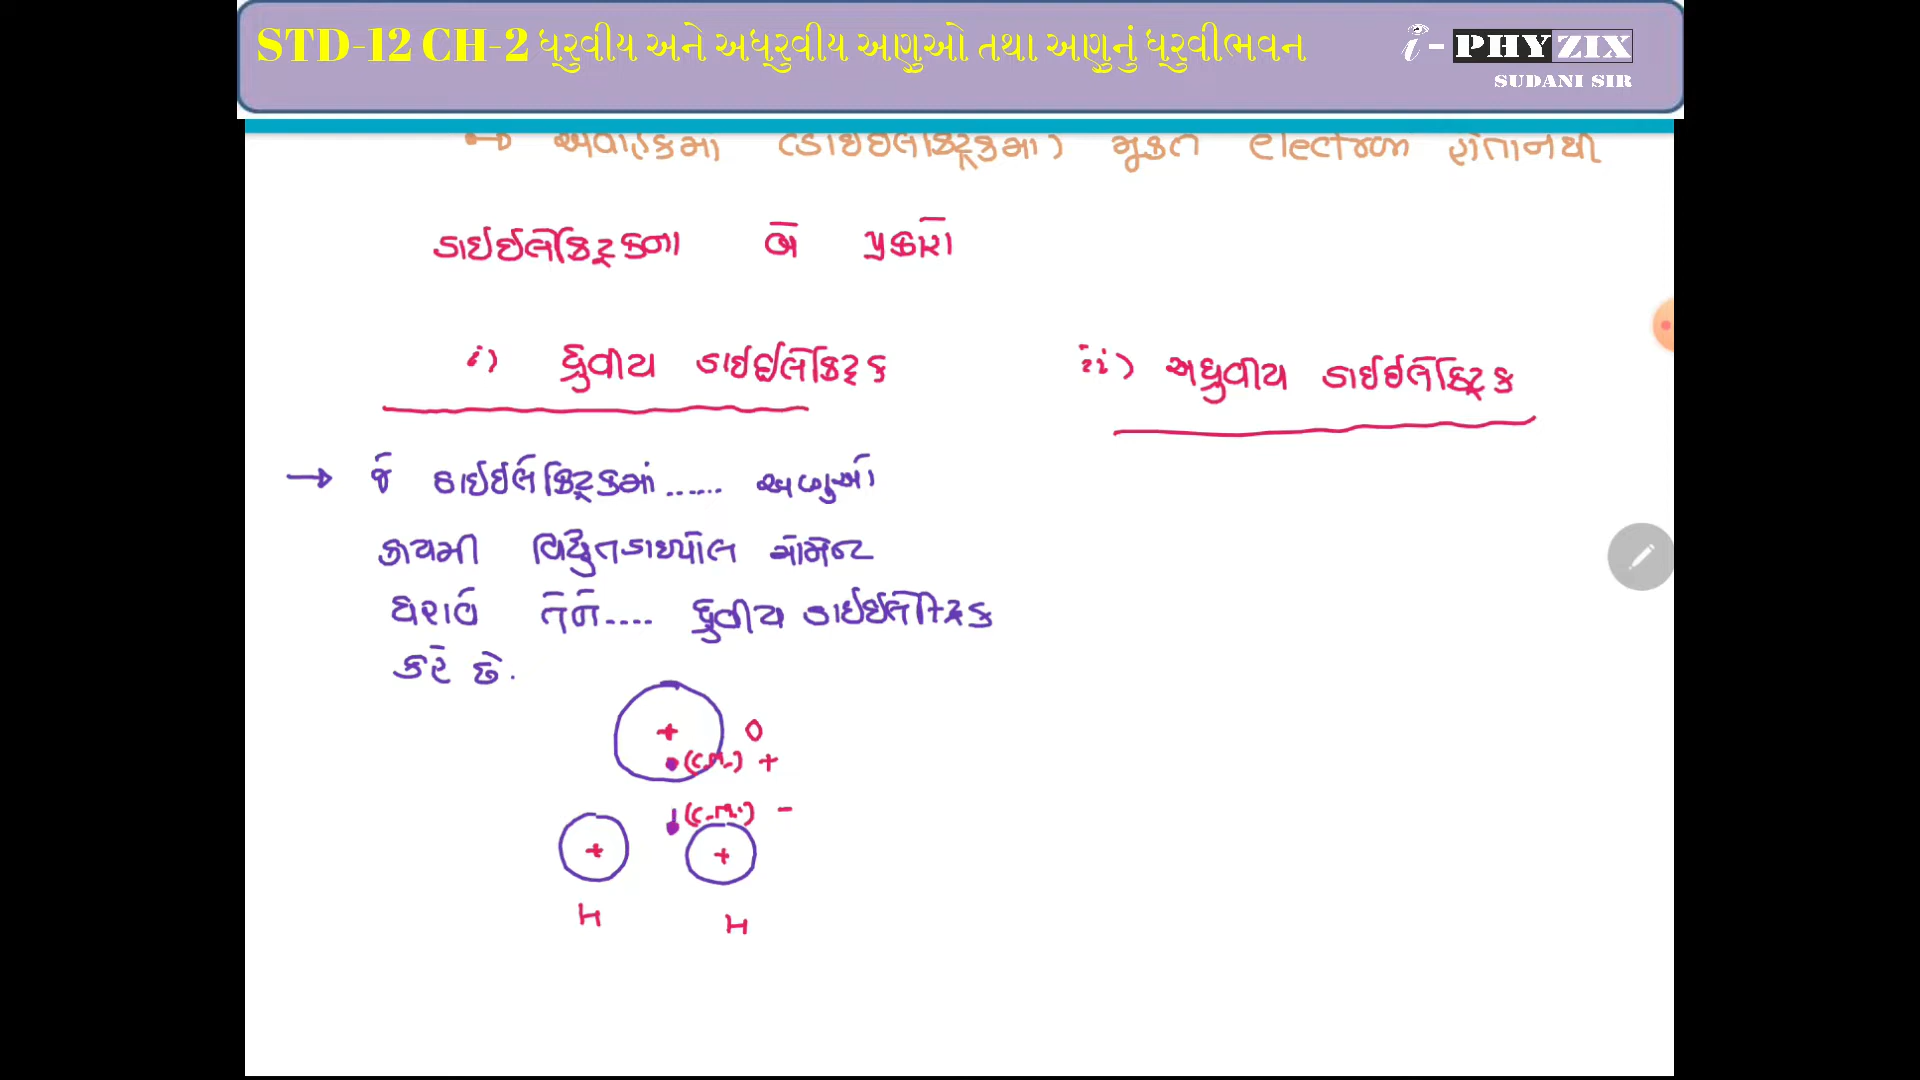 STD-12 CH-2 ધ્રુવીય અને અધ્રુવીય અણુઓ તથા અણુનું ધ્રુવીભવન
i-PHYZIX
SUDANI SIR
અવાહકમાં (ડાઇઇલેક્ટ્રિકમાં) મુક્ત electron હોતા નથી
ડાઇઇલેક્ટ્રિકના બે પ્રકારો
i) ધ્રુવીય ડાઇઇલેક્ટ્રિક
ii) અધ્રુવીય ડાઇઇલેક્ટ્રિક
→ જે ડાઇઇલેક્ટ્રિકમાં...... અણુઓ
કાયમી વિદ્યુતડાઇપોલ મોમેન્ટ
ધરાવે તેને.... ધ્રુવીય ડાઇઇલેક્ટ્રિક
કહે છે.
+ O
(C.M.) +
(C.M.) -
+ +
H H